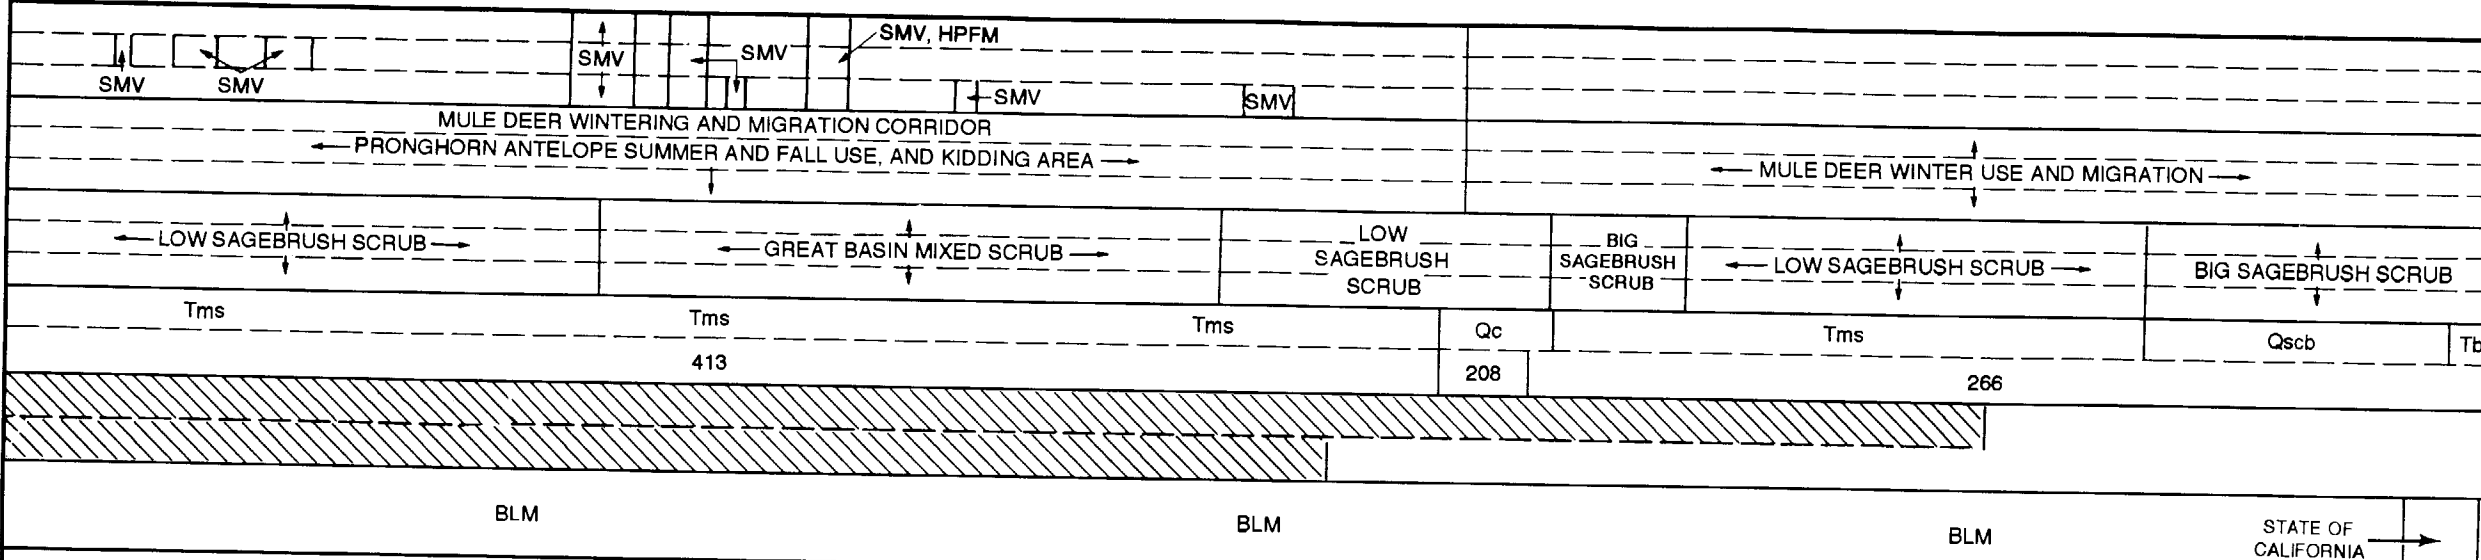 SMV, HPFM
SMV
SMV
SMV
SMV
SMV
SMV
MULE DEER WINTERING AND MIGRATION CORRIDOR
PRONGHORN ANTELOPE SUMMER AND FALL USE, AND KIDDING AREA
MULE DEER WINTER USE AND MIGRATION
LOW SAGEBRUSH SCRUB
GREAT BASIN MIXED SCRUB
LOW
SAGEBRUSH
SCRUB
BIG
SAGEBRUSH
SCRUB
LOW SAGEBRUSH SCRUB
BIG SAGEBRUSH SCRUB
Tms
Tms
Tms
Qc
Tms
Qscb
Tb
413
208
266
BLM
BLM
BLM
STATE OF
CALIFORNIA